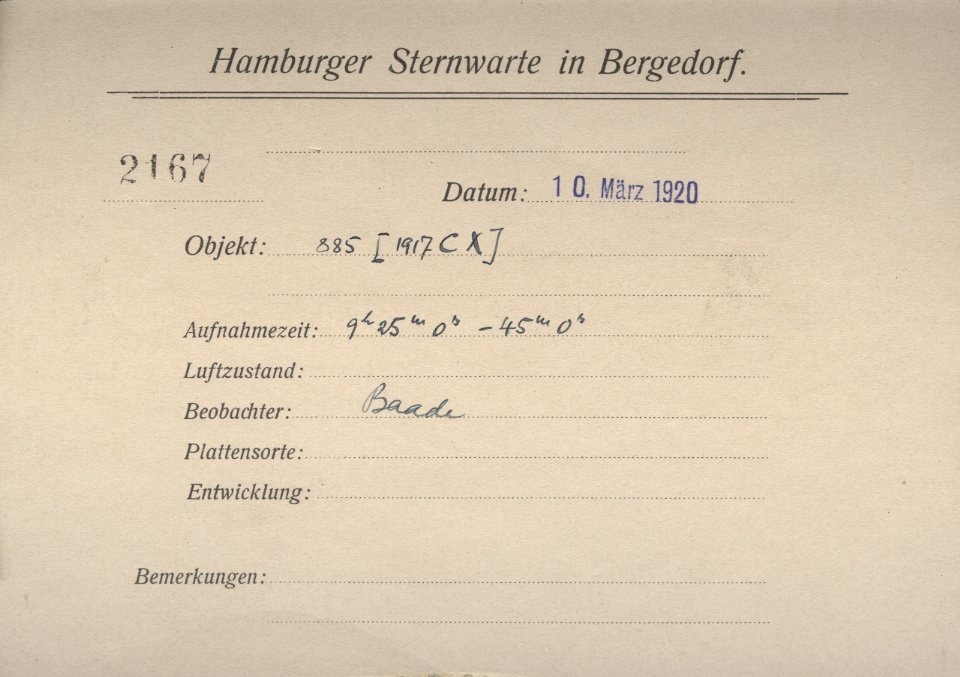 Hamburger Sternwarte in Bergedorf.
2167
Datum: 10. März 1920
Objekt: 885 [1917 CX]
Aufnahmezeit: 9h 25m 0s – 45m 0s
Luftzustand:
Beobachter: Baade
Plattensorte:
Entwicklung:
Bemerkungen: